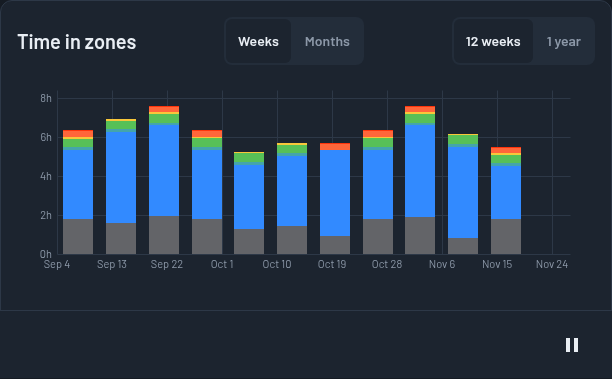 Time in zones
Weeks Months
12 weeks 1 year
8h
6h
4h
2h
0h
Sep 4 Sep 13 Sep 22 Oct 1 Oct 10 Oct 19 Oct 28 Nov 6 Nov 15 Nov 24